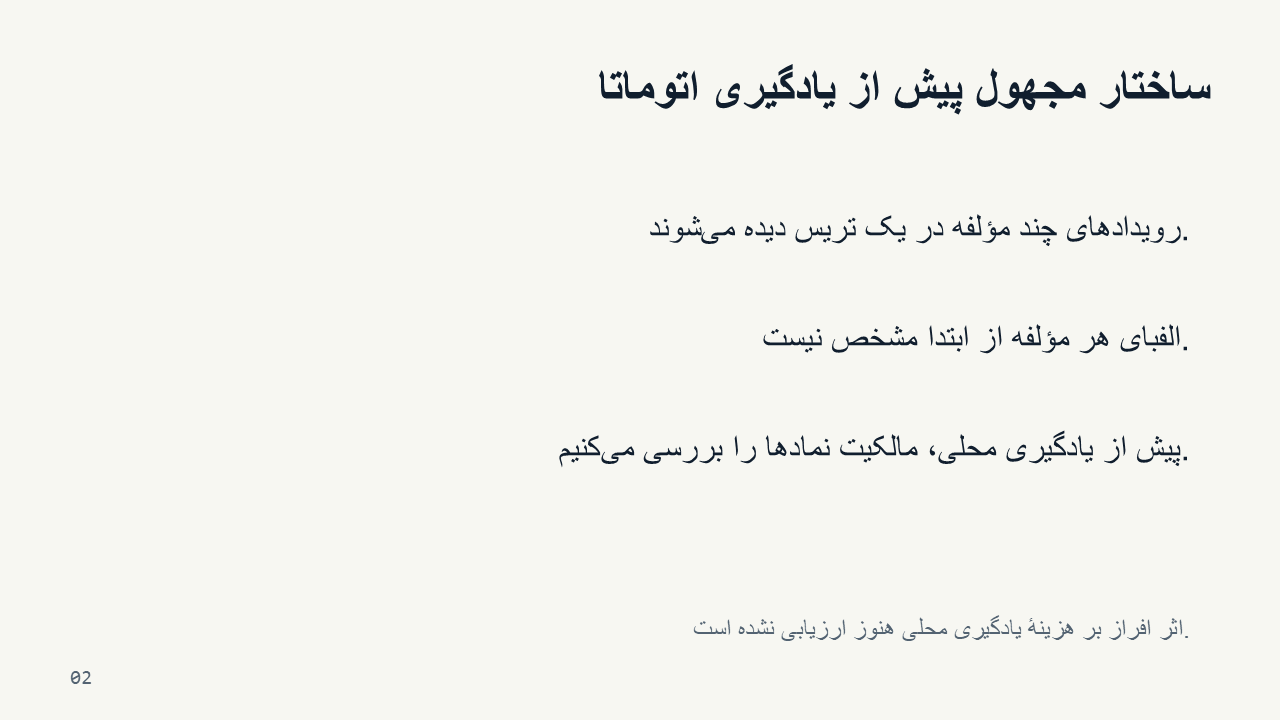 ساختار مجهول پیش از یادگیری اتوماتا
.رویدادهای چند مؤلفه در یک تریس دیده می‌شوند
.الفبای هر مؤلفه از ابتدا مشخص نیست
.پیش از یادگیری محلی، مالکیت نمادها را بررسی می‌کنیم
.اثر افراز بر هزینهٔ یادگیری محلی هنوز ارزیابی نشده است
02